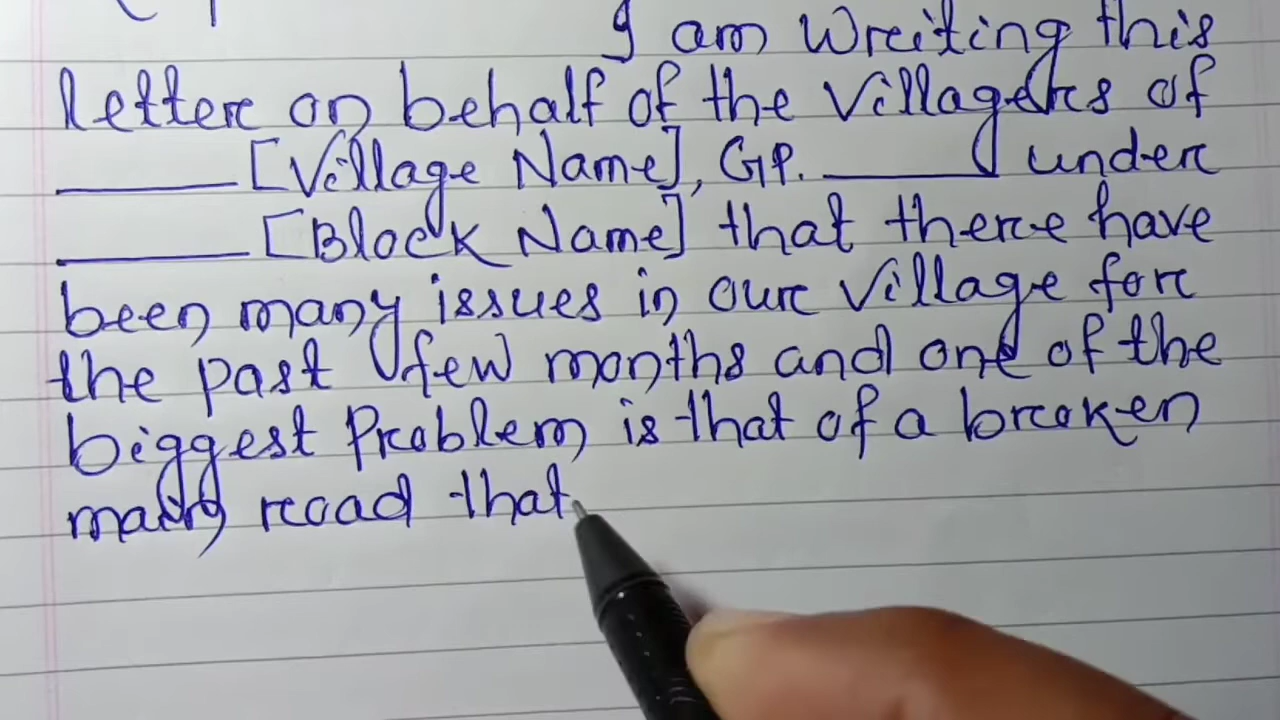 I am writing this
letter on behalf of the villagers of
______ [Village Name], GP. ______ under
______ [Block Name] that there have
been many issues in our village for
the past few months and one of the
biggest Problem is that of a broken
main road that